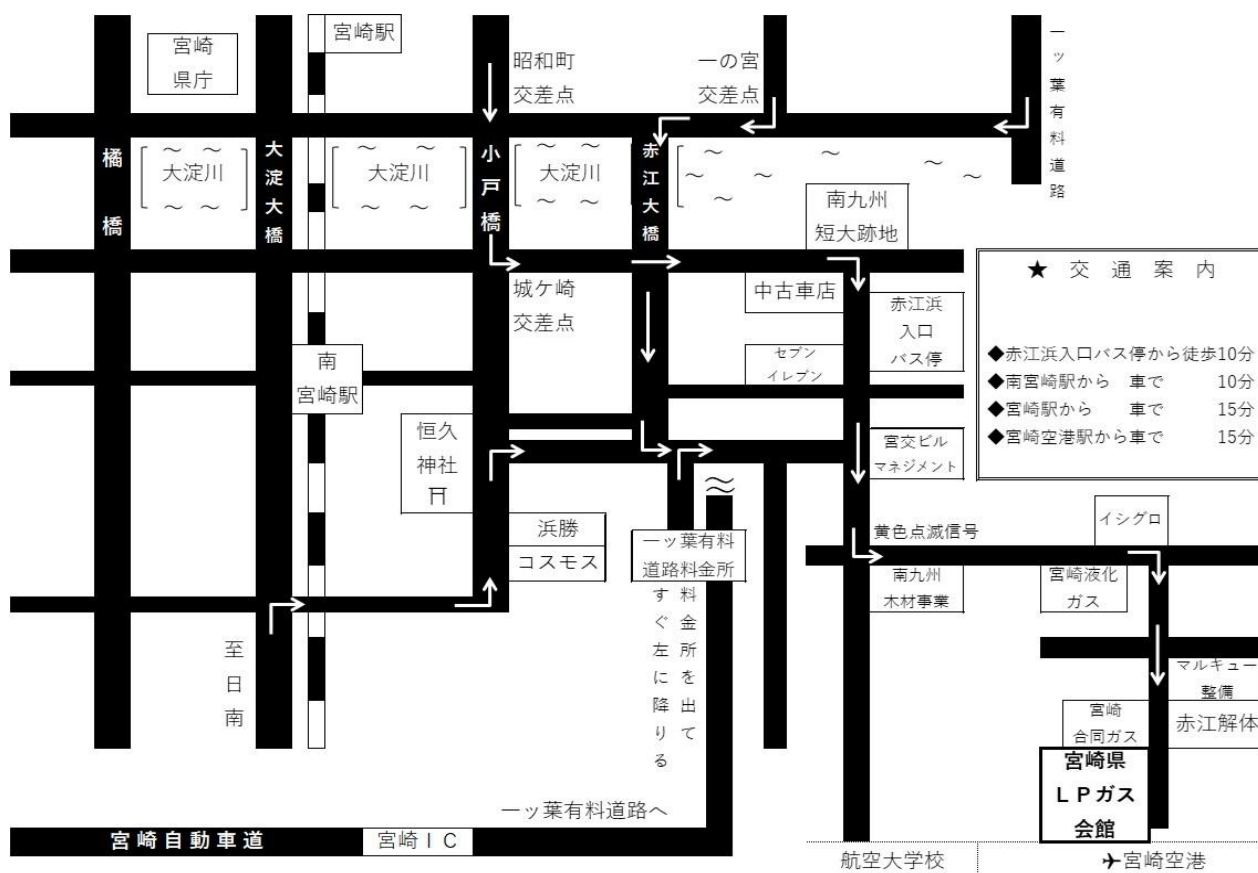 宮崎駅
宮崎
県庁
昭和町
交差点
一の宮
交差点
一ッ葉有料道路
橘橋
大淀川
大淀大橋
大淀川
小戸橋
大淀川
赤江大橋
南九州
短大跡地
城ケ崎
交差点
中古車店
赤江浜
入口
バス停
★ 交 通 案 内
◆赤江浜入口バス停から徒歩10分
◆南宮崎駅から 車で 10分
◆宮崎駅から 車で 15分
◆宮崎空港駅から車で 15分
セブン
イレブン
南
宮崎駅
恒久
神社
宮交ビル
マネジメント
イシグロ
浜勝
コスモス
一ッ葉有料
道路料金所
黄色点滅信号
南九州
木材事業
宮崎液化
ガス
料金所を出て
すぐ左に降りる
至日南
マルキュー
整備
宮崎
合同ガス
赤江解体
宮崎県
LPガス
会館
一ッ葉有料道路へ
宮崎自動車道
宮崎IC
航空大学校
宮崎空港